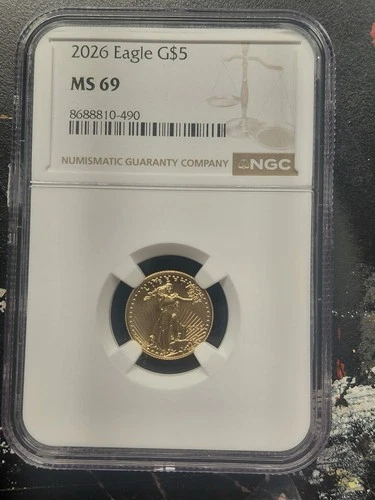 2026 Eagle G$5
MS 69
8688810-490
NUMISMATIC GUARANTY COMPANY NGC